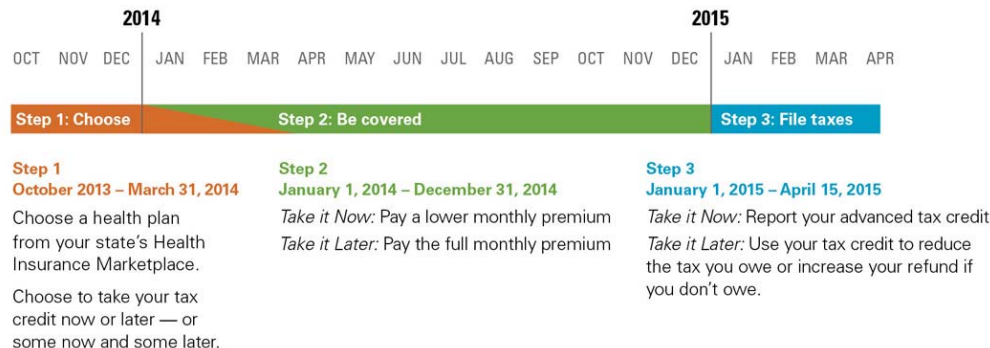 2014 2015
OCT NOV DEC JAN FEB MAR APR MAY JUN JUL AUG SEP OCT NOV DEC JAN FEB MAR APR
Step 1: Choose Step 2: Be covered Step 3: File taxes
Step 1
October 2013 – March 31, 2014
Choose a health plan
from your state’s Health
Insurance Marketplace.
Choose to take your tax
credit now or later — or
some now and some later.
Step 2
January 1, 2014 – December 31, 2014
Take it Now: Pay a lower monthly premium
Take it Later: Pay the full monthly premium
Step 3
January 1, 2015 – April 15, 2015
Take it Now: Report your advanced tax credit
Take it Later: Use your tax credit to reduce
the tax you owe or increase your refund if
you don’t owe.